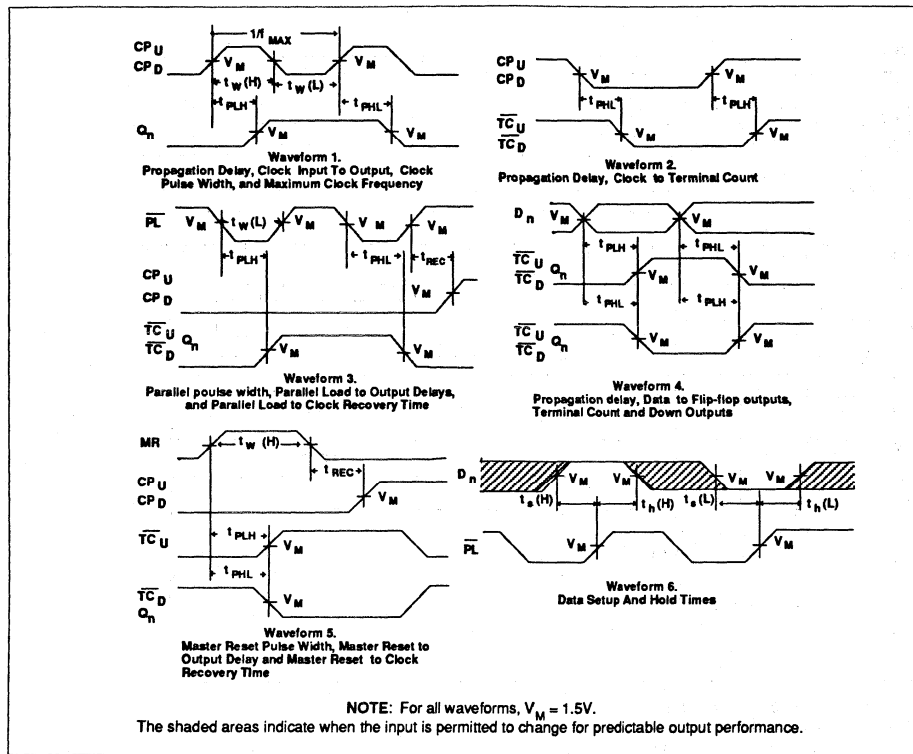 1/f MAX
CP U
CP D
V M
t W (H)
t W (L)
V M
t PLH
t PHL
Q n
V M
V M
Waveform 1.
Propagation Delay, Clock Input To Output, Clock
Pulse Width, and Maximum Clock Frequency
CP U
CP D
V M
V M
t PHL
t PLH
TC U
TC D
V M
V M
Waveform 2.
Propagation Delay, Clock to Terminal Count
PL
V M
t W (L)
V M
V M
V M
t PLH
t PHL
t REC
CP U
CP D
V M
TC U
TC D
Q n
V M
V M
Waveform 3.
Parallel poulse width, Parallel Load to Output Delays,
and Parallel Load to Clock Recovery Time
D n
V M
V M
t PLH
t PHL
TC U
TC D
Q n
V M
V M
t PHL
t PLH
TC U
TC D
Q n
V M
V M
Waveform 4.
Propagation delay, Data to Flip-flop outputs,
Terminal Count and Down Outputs
MR
V M
t W (H)
V M
t REC
CP U
CP D
V M
t PLH
TC U
V M
t PHL
TC D
Q n
V M
Waveform 5.
Master Reset Pulse Width, Master Reset to
Output Delay and Master Reset to Clock
Recovery Time
D n
V M
V M
V M
V M
t s (H)
t h (H)
t s (L)
t h (L)
PL
V M
V M
Waveform 6.
Data Setup And Hold Times
NOTE: For all waveforms, V M = 1.5V.
The shaded areas indicate when the input is permitted to change for predictable output performance.